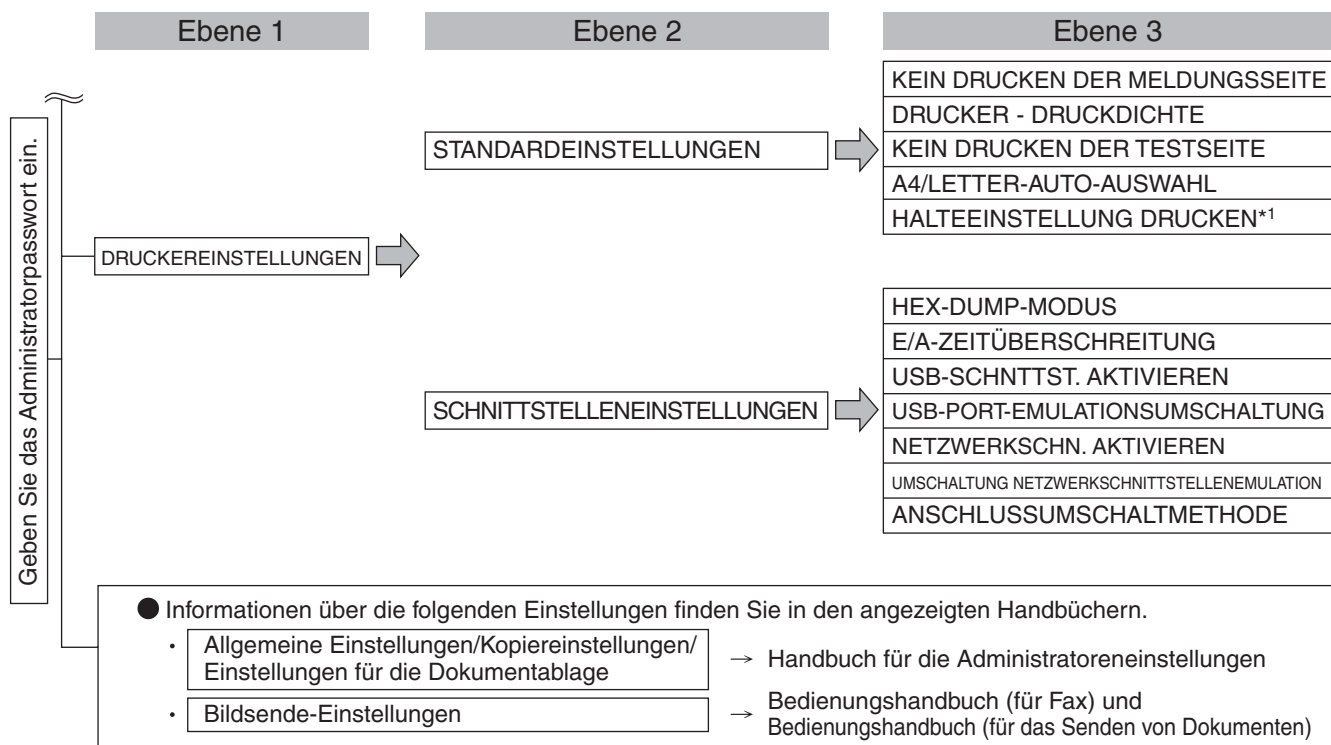 Ebene 1
Ebene 2
Ebene 3
Geben Sie das Administratorpasswort ein.
DRUCKEREINSTELLUNGEN
STANDARDEINSTELLUNGEN
KEIN DRUCKEN DER MELDUNGSSEITE
DRUCKER - DRUCKDICHTE
KEIN DRUCKEN DER TESTSEITE
A4/LETTER-AUTO-AUSWAHL
HALTEEINSTELLUNG DRUCKEN*1
SCHNITTSTELLENEINSTELLUNGEN
HEX-DUMP-MODUS
E/A-ZEITÜBERSCHREITUNG
USB-SCHNTTST. AKTIVIEREN
USB-PORT-EMULATIONSUMSCHALTUNG
NETZWERKSCHN. AKTIVIEREN
UMSCHALTUNG NETZWERKSCHNITTSTELLENEMULATION
ANSCHLUSSUMSCHALTMETHODE
● Informationen über die folgenden Einstellungen finden Sie in den angezeigten Handbüchern.
· Allgemeine Einstellungen/Kopiereinstellungen/
Einstellungen für die Dokumentablage
→ Handbuch für die Administratoreneinstellungen
· Bildsende-Einstellungen
→ Bedienungshandbuch (für Fax) und
Bedienungshandbuch (für das Senden von Dokumenten)